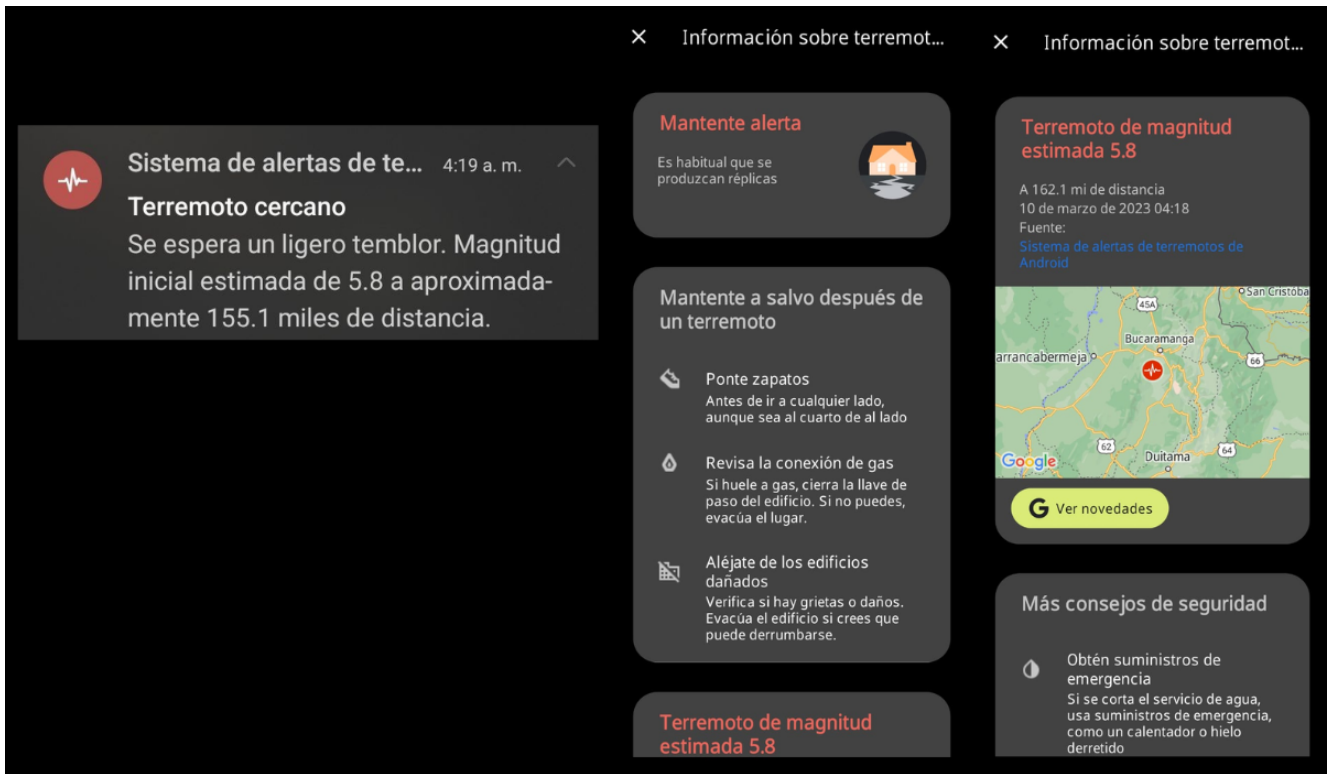 Sistema de alertas de te... 4:19 a. m.
Terremoto cercano
Se espera un ligero temblor. Magnitud
inicial estimada de 5.8 a aproximada-
mente 155.1 miles de distancia.
Información sobre terremot...
Mantente alerta
Es habitual que se
produzcan réplicas
Mantente a salvo después de
un terremoto
Ponte zapatos
Antes de ir a cualquier lado,
aunque sea al cuarto de al lado
Revisa la conexión de gas
Si huele a gas, cierra la llave de
paso del edificio. Si no puedes,
evacúa el lugar.
Aléjate de los edificios
dañados
Verifica si hay grietas o daños.
Evacúa el edificio si crees que
puede derrumbarse.
Terremoto de magnitud
estimada 5.8
Información sobre terremot...
Terremoto de magnitud
estimada 5.8
A 162.1 mi de distancia
10 de marzo de 2023 04:18
Fuente:
Sistema de alertas de terremotos de
Android
San Cristóba
45A
Bucaramanga
arrancabermeja
66
62
Duitama
64
Google
G Ver novedades
Más consejos de seguridad
Obtén suministros de
emergencia
Si se corta el servicio de agua,
usa suministros de emergencia,
como un calentador o hielo
derretido